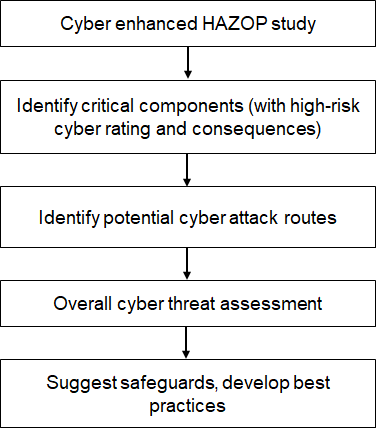 Cyber enhanced HAZOP study
Identify critical components (with high-risk
cyber rating and consequences)
Identify potential cyber attack routes
Overall cyber threat assessment
Suggest safeguards, develop best
practices